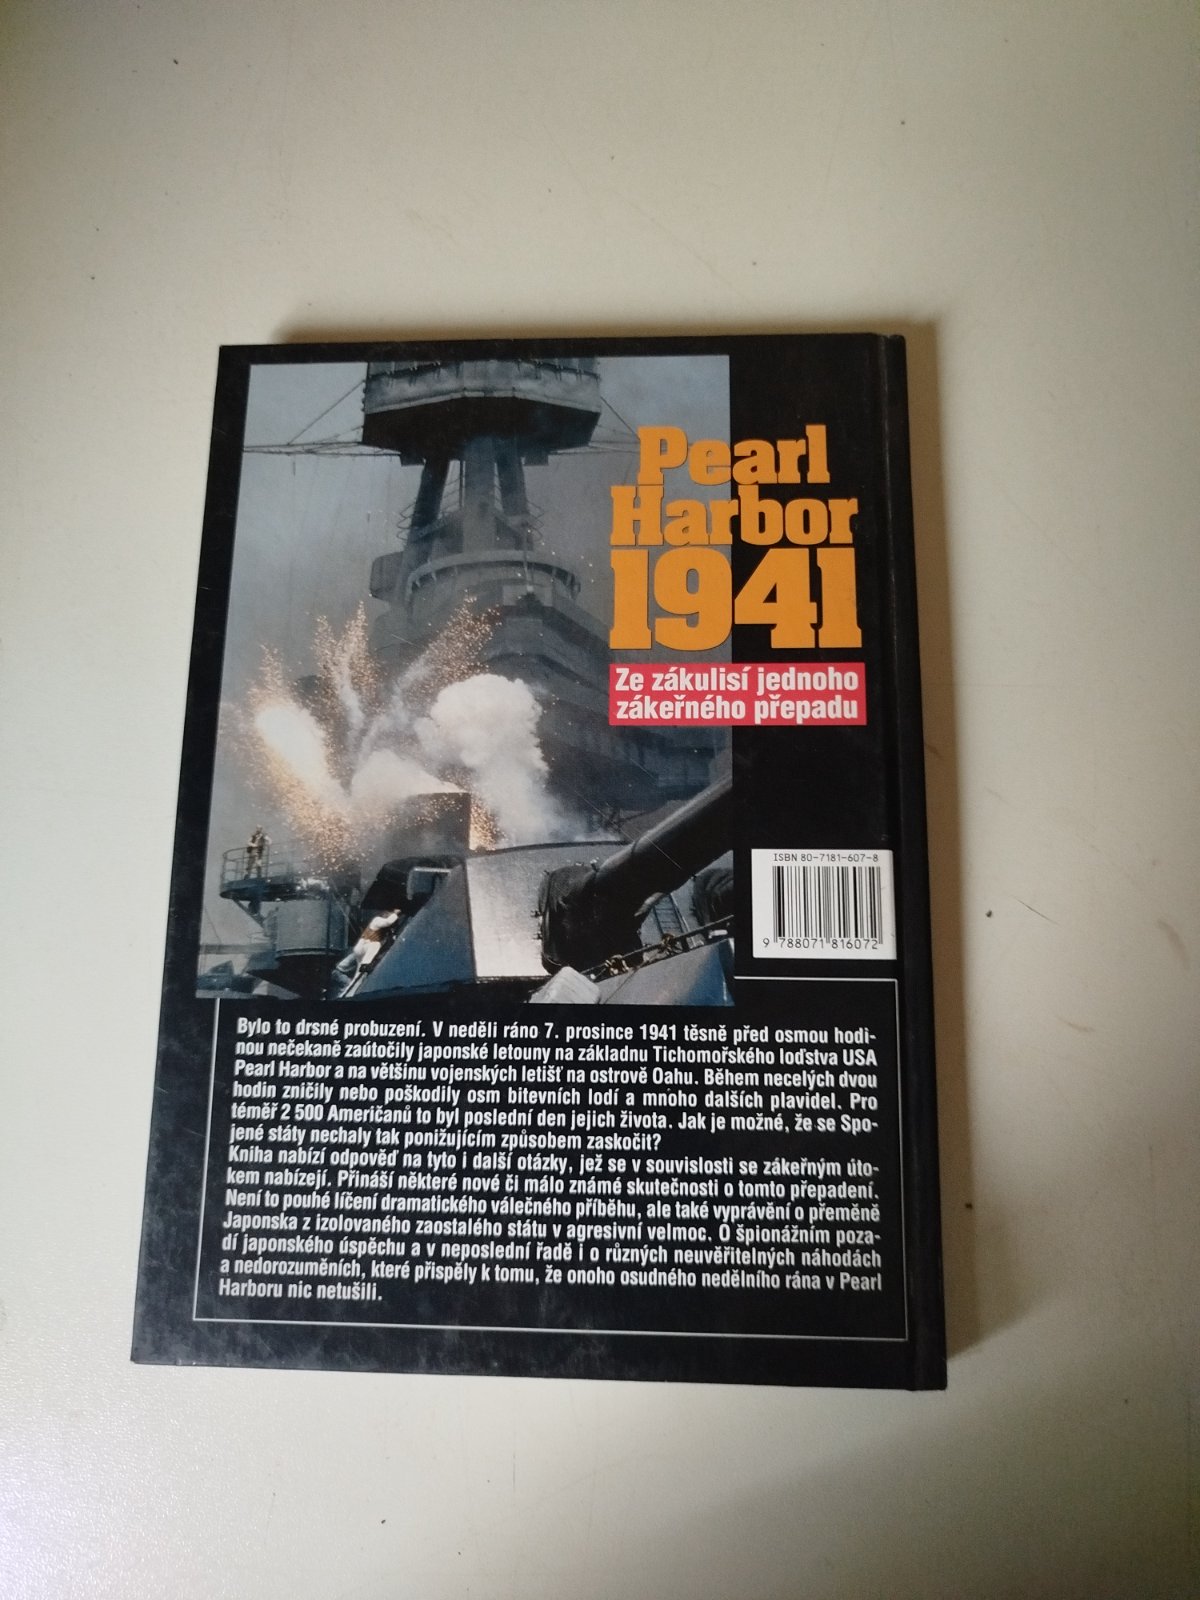 Pearl
Harbor
1941
Ze zákulisí jednoho
zákeřného přepadu
ISBN 80-7181-607-8
9 788071 816072
Bylo to drsné probuzení. V neděli ráno 7. prosince 1941 těsně před osmou hodi-
nou nečekaně zaútočily japonské letouny na základnu Tichomořského loďstva USA
Pearl Harbor a na většinu vojenských letišť na ostrově Oahu. Během necelých dvou
hodin zničily nebo poškodily osm bitevních lodí a mnoho dalších plavidel. Pro
téměř 2 500 Američanů to byl poslední den jejich života. Jak je možné, že se Spo-
jené státy nechaly tak ponižujícím způsobem zaskočit?
Kniha nabízí odpověď na tyto i další otázky, jež se v souvislosti se zákeřným úto-
kem nabízejí. Přináší některé nové či málo známé skutečnosti o tomto přepadení.
Není to pouhé líčení dramatického válečného příběhu, ale také vyprávění o přeměně
Japonska z izolovaného zaostalého státu v agresivní velmoc. O špionážním poza-
dí japonského úspěchu a v neposlední řadě i o různých neuvěřitelných náhodách
a nedorozuměních, které přispěly k tomu, že onoho osudného nedělního rána v Pearl
Harboru nic netušili.